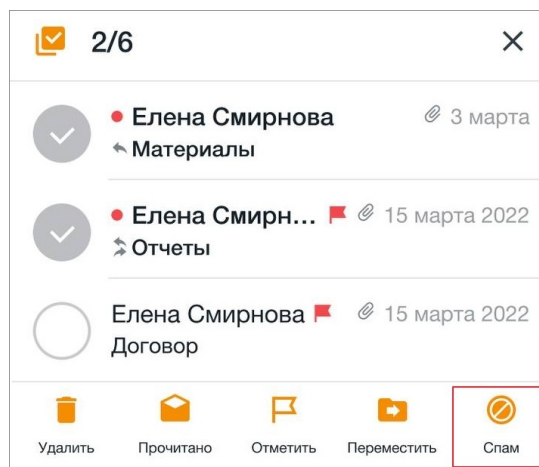 2/6
Елена Смирнова 3 марта
Материалы
Елена Смирн... 15 марта 2022
Отчеты
Елена Смирнова 15 марта 2022
Договор
Удалить Прочитано Отметить Переместить Спам